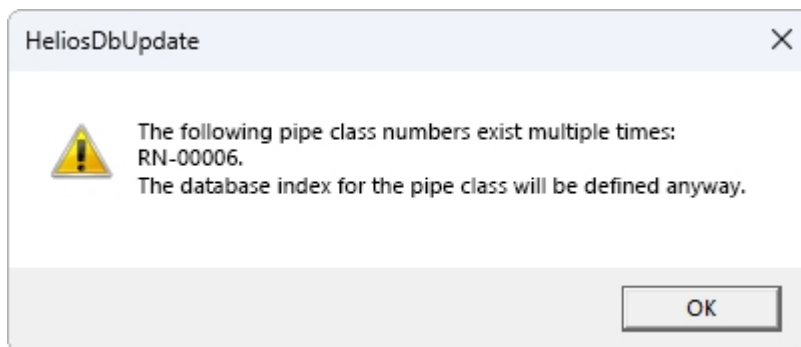 HeliosDbUpdate
The following pipe class numbers exist multiple times:
RN-00006.
The database index for the pipe class will be defined anyway.
OK